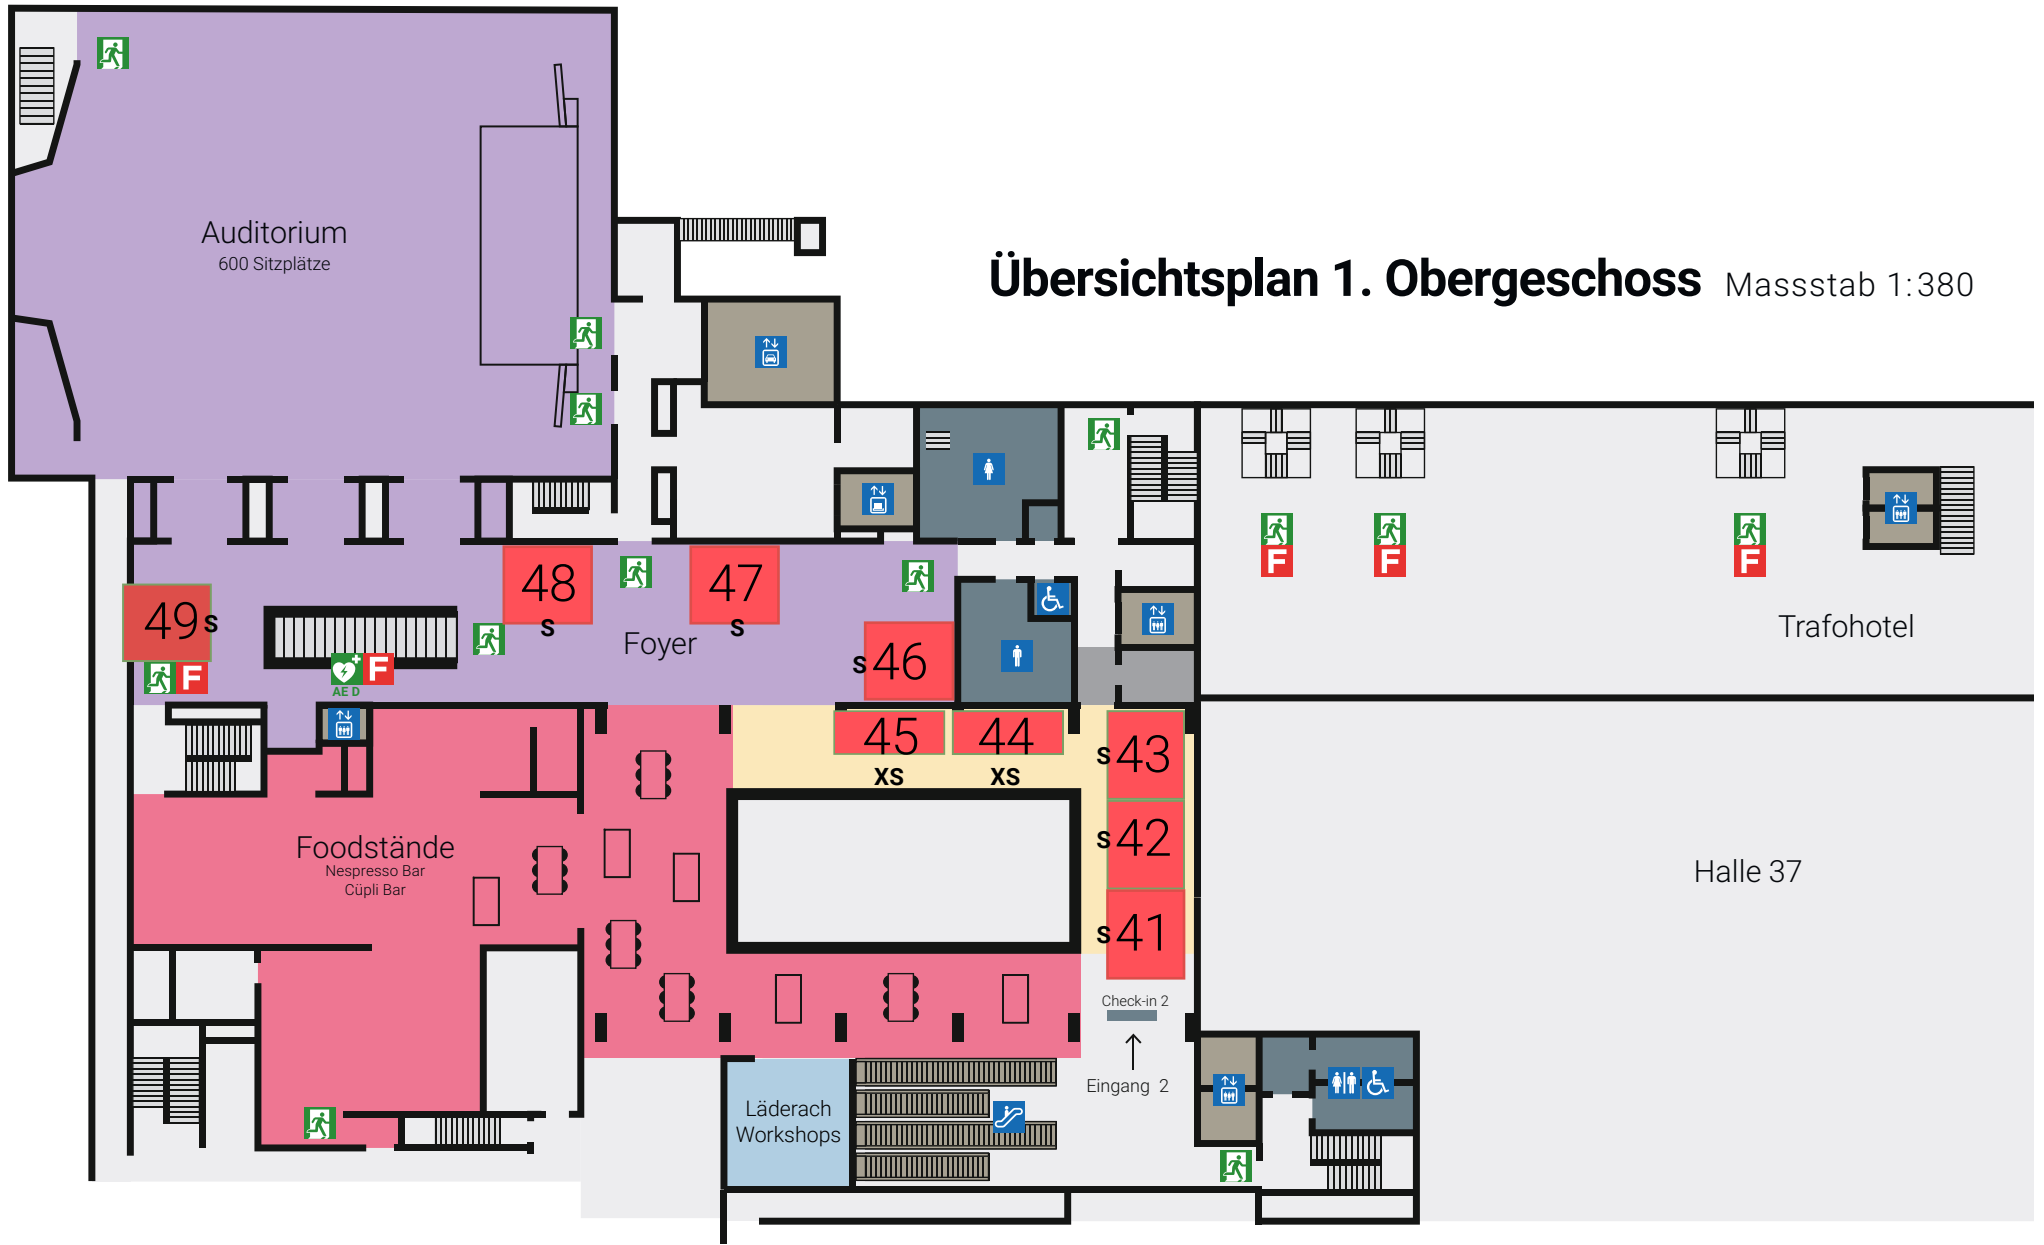 Auditorium
600 Sitzplätze
Übersichtsplan 1. Obergeschoss Massstab 1:380
F
F
F
48
S
47
S
49 S
Foyer
S 46
Trafohotel
F
F
AE D
45
XS
44
XS
S 43
S 42
S 41
Foodstände
Nespresso Bar
Cüpli Bar
Halle 37
Check-in 2
Eingang 2
Läderach
Workshops